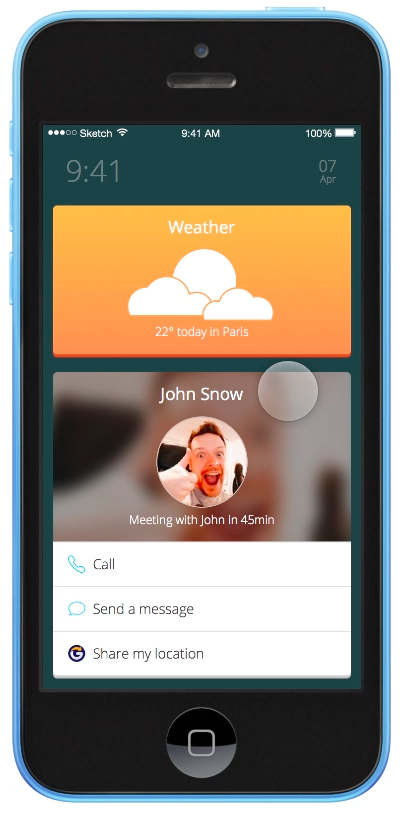 Sketch 9:41 AM 100%
9:41 07
Apr
Weather
22° today in Paris
John Snow
Meeting with John in 45min
Call
Send a message
Share my location